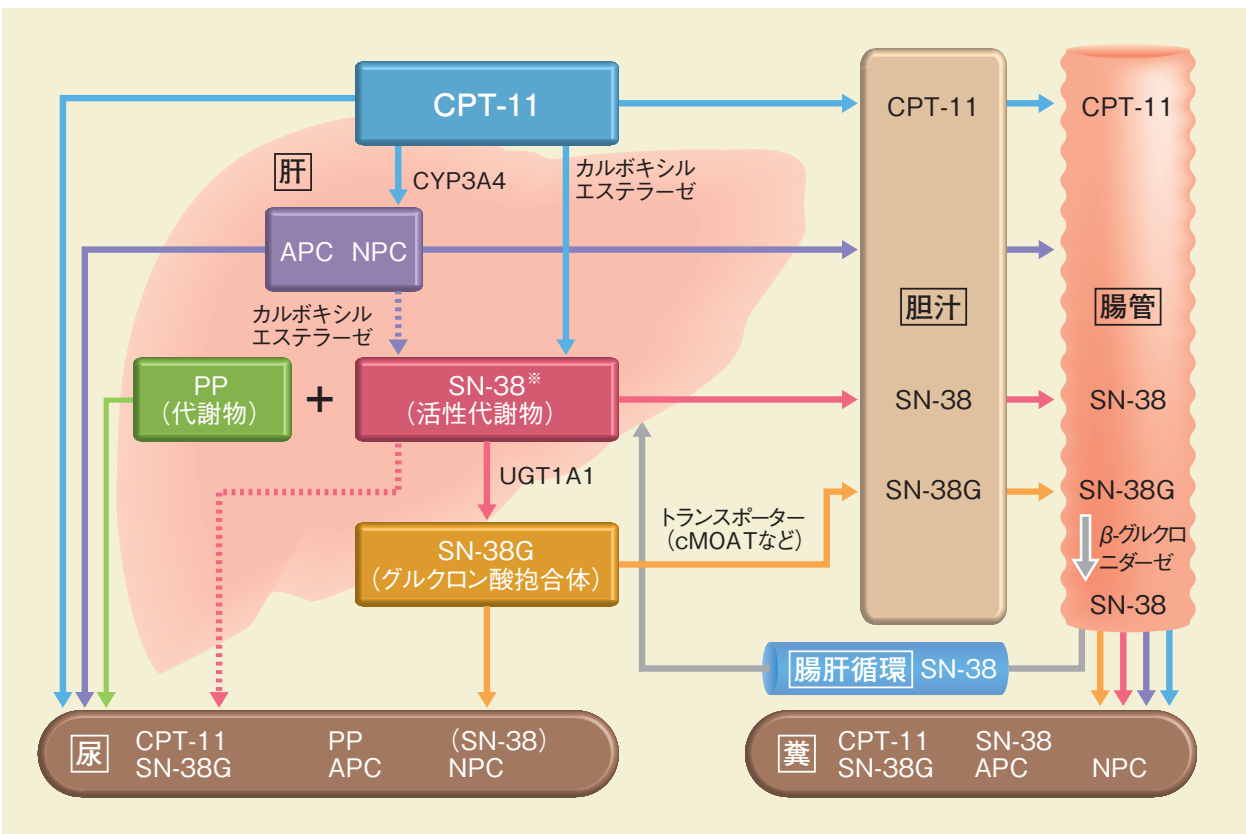 CPT-11
CPT-11
CPT-11
肝
CYP3A4
カルボキシル
エステラーゼ
APC NPC
カルボキシル
エステラーゼ
胆汁
腸管
PP
（代謝物）
+
SN-38※
（活性代謝物）
SN-38
SN-38
UGT1A1
SN-38G
SN-38G
トランスポーター
（cMOATなど）
β-グルクロ
ニダーゼ
SN-38G
（グルクロン酸抱合体）
SN-38
腸肝循環 SN-38
尿
CPT-11 PP （SN-38）
SN-38G APC NPC
糞
CPT-11 SN-38
SN-38G APC NPC